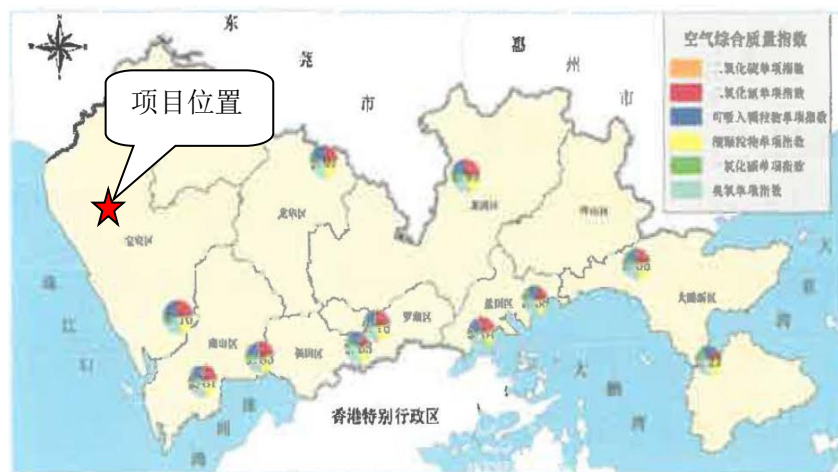 东
莞
市
惠
州
市
空气综合质量指数
二氧化硫单项指数
二氧化氮单项指数
可吸入颗粒物单项指数
细颗粒物单项指数
一氧化碳单项指数
臭氧单项指数
项目位置
宝安区
龙华区
龙岗区
坪山区
大鹏新区
盐田区
罗湖区
福田区
南山区
珠
江
口
深
圳
湾
大
鹏
湾
大
亚
湾
香港特别行政区